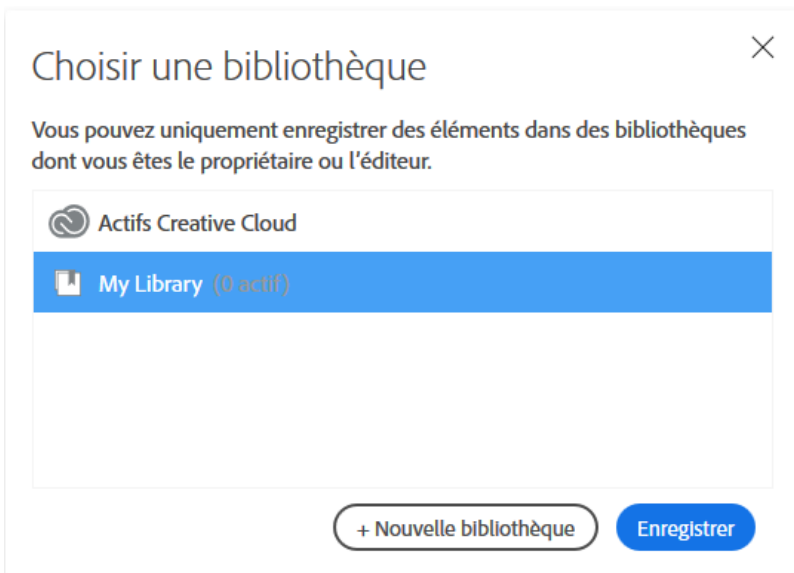 Choisir une bibliothèque
Vous pouvez uniquement enregistrer des éléments dans des bibliothèques
dont vous êtes le propriétaire ou l’éditeur.
Actifs Creative Cloud
My Library (0 actif)
+ Nouvelle bibliothèque
Enregistrer